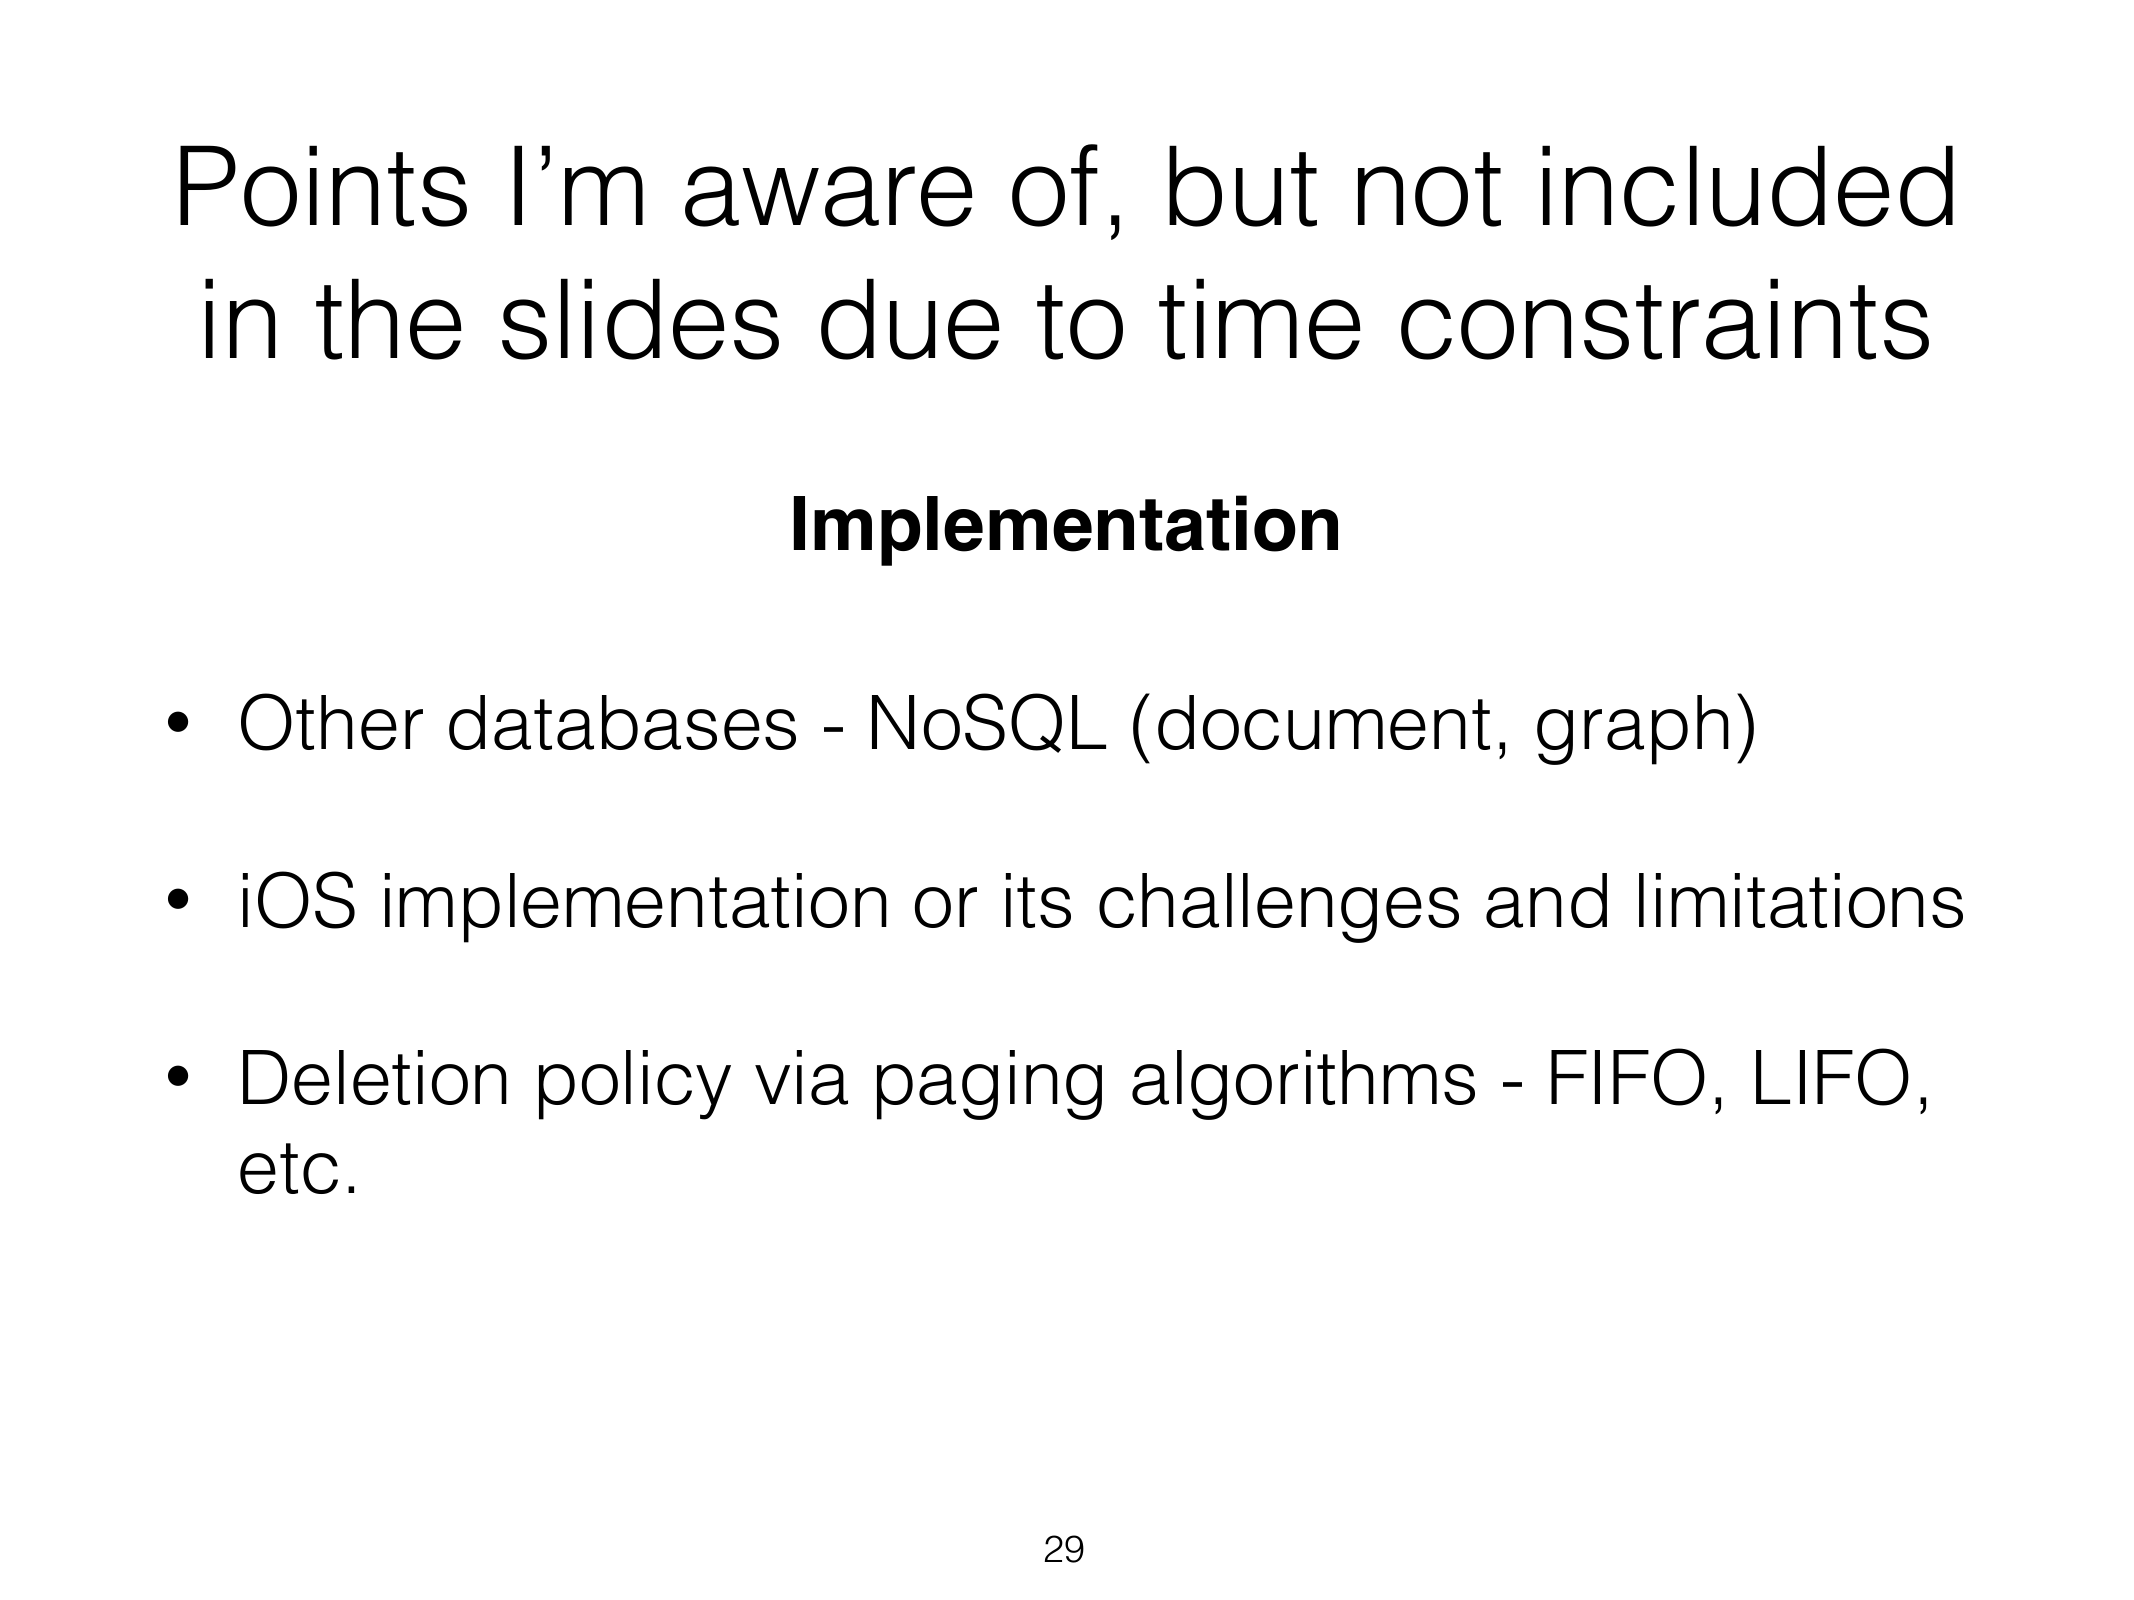 Points I’m aware of, but not included
in the slides due to time constraints
Implementation
• Other databases - NoSQL (document, graph)
• iOS implementation or its challenges and limitations
• Deletion policy via paging algorithms - FIFO, LIFO,
etc.
29